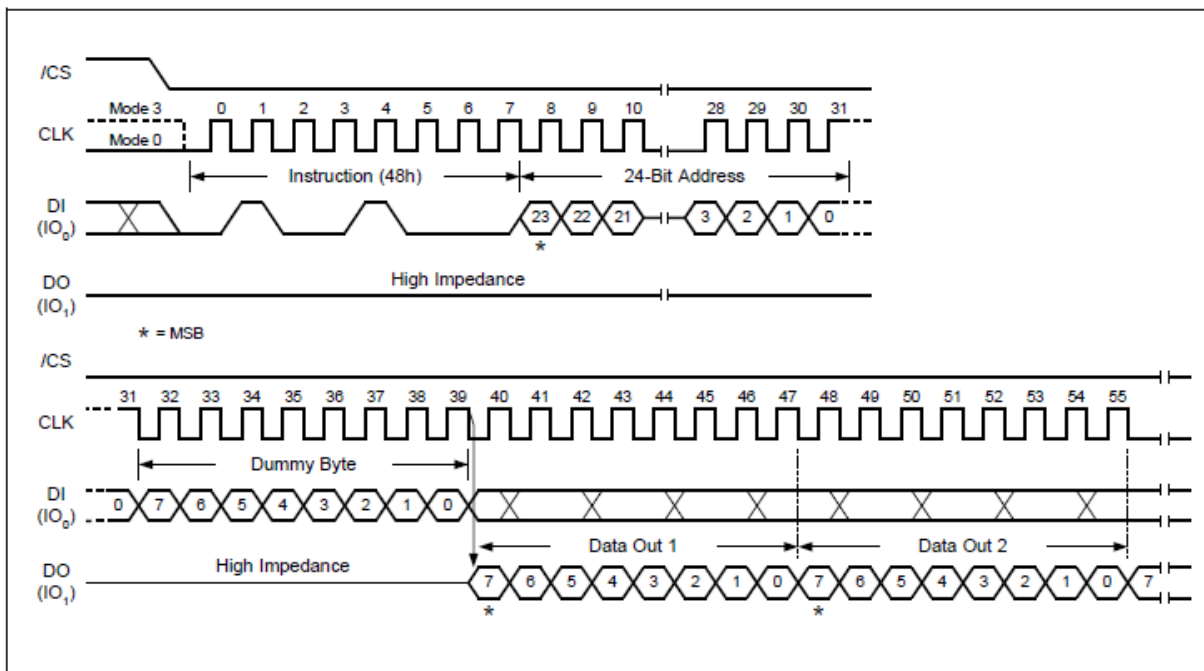 /CS
Mode 3 0 1 2 3 4 5 6 7 8 9 10 28 29 30 31
CLK Mode 0
Instruction (48h) 24-Bit Address
DI
(IO0) 23 22 21 3 2 1 0
*
DO High Impedance
(IO1)
* = MSB
/CS
31 32 33 34 35 36 37 38 39 40 41 42 43 44 45 46 47 48 49 50 51 52 53 54 55
CLK
Dummy Byte
DI
(IO0) 0 7 6 5 4 3 2 1 0
Data Out 1 Data Out 2
DO High Impedance
(IO1) 7 6 5 4 3 2 1 0 7 6 5 4 3 2 1 0 7
* *